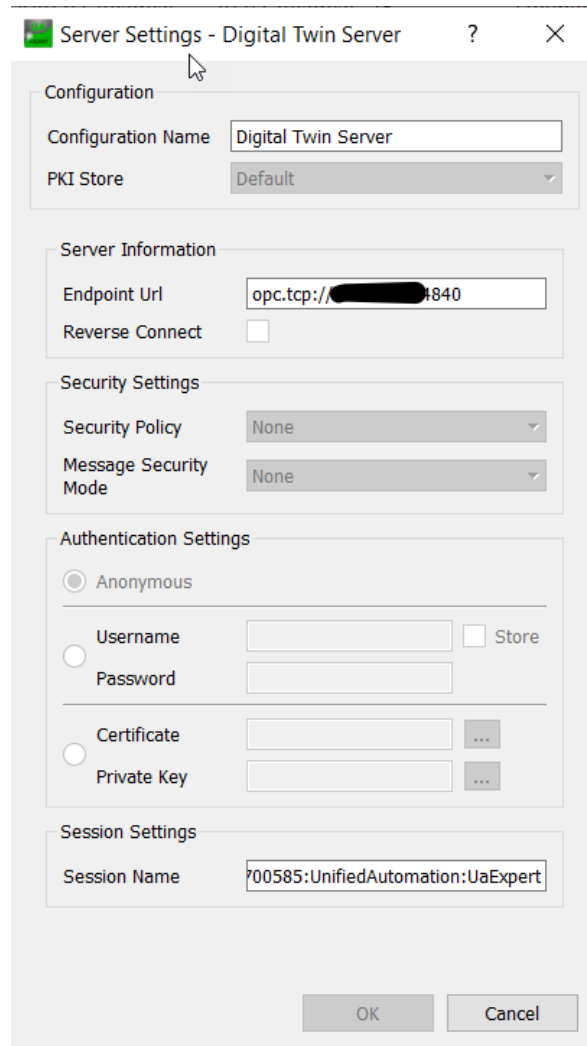 Server Settings - Digital Twin Server ? ✕
Configuration
Configuration Name Digital Twin Server
PKI Store Default
Server Information
Endpoint Url opc.tcp:// 4840
Reverse Connect
Security Settings
Security Policy None
Message Security
Mode None
Authentication Settings
Anonymous
Username Store
Password
Certificate ...
Private Key ...
Session Settings
Session Name 700585:UnifiedAutomation:UaExpert
OK Cancel